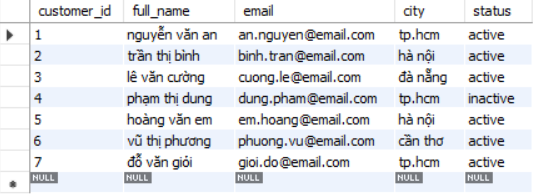 customer_id full_name email city status
1 nguyễn văn an an.nguyen@email.com tp.hcm active
2 trần thị bình binh.tran@email.com hà nội active
3 lê văn cường cuong.le@email.com đà nẵng active
4 phạm thị dung dung.pham@email.com tp.hcm inactive
5 hoàng văn em em.hoang@email.com hà nội active
6 vũ thị phương phuong.vu@email.com cần thơ active
7 đỗ văn giỏi gioi.do@email.com tp.hcm active
NULL NULL NULL NULL NULL